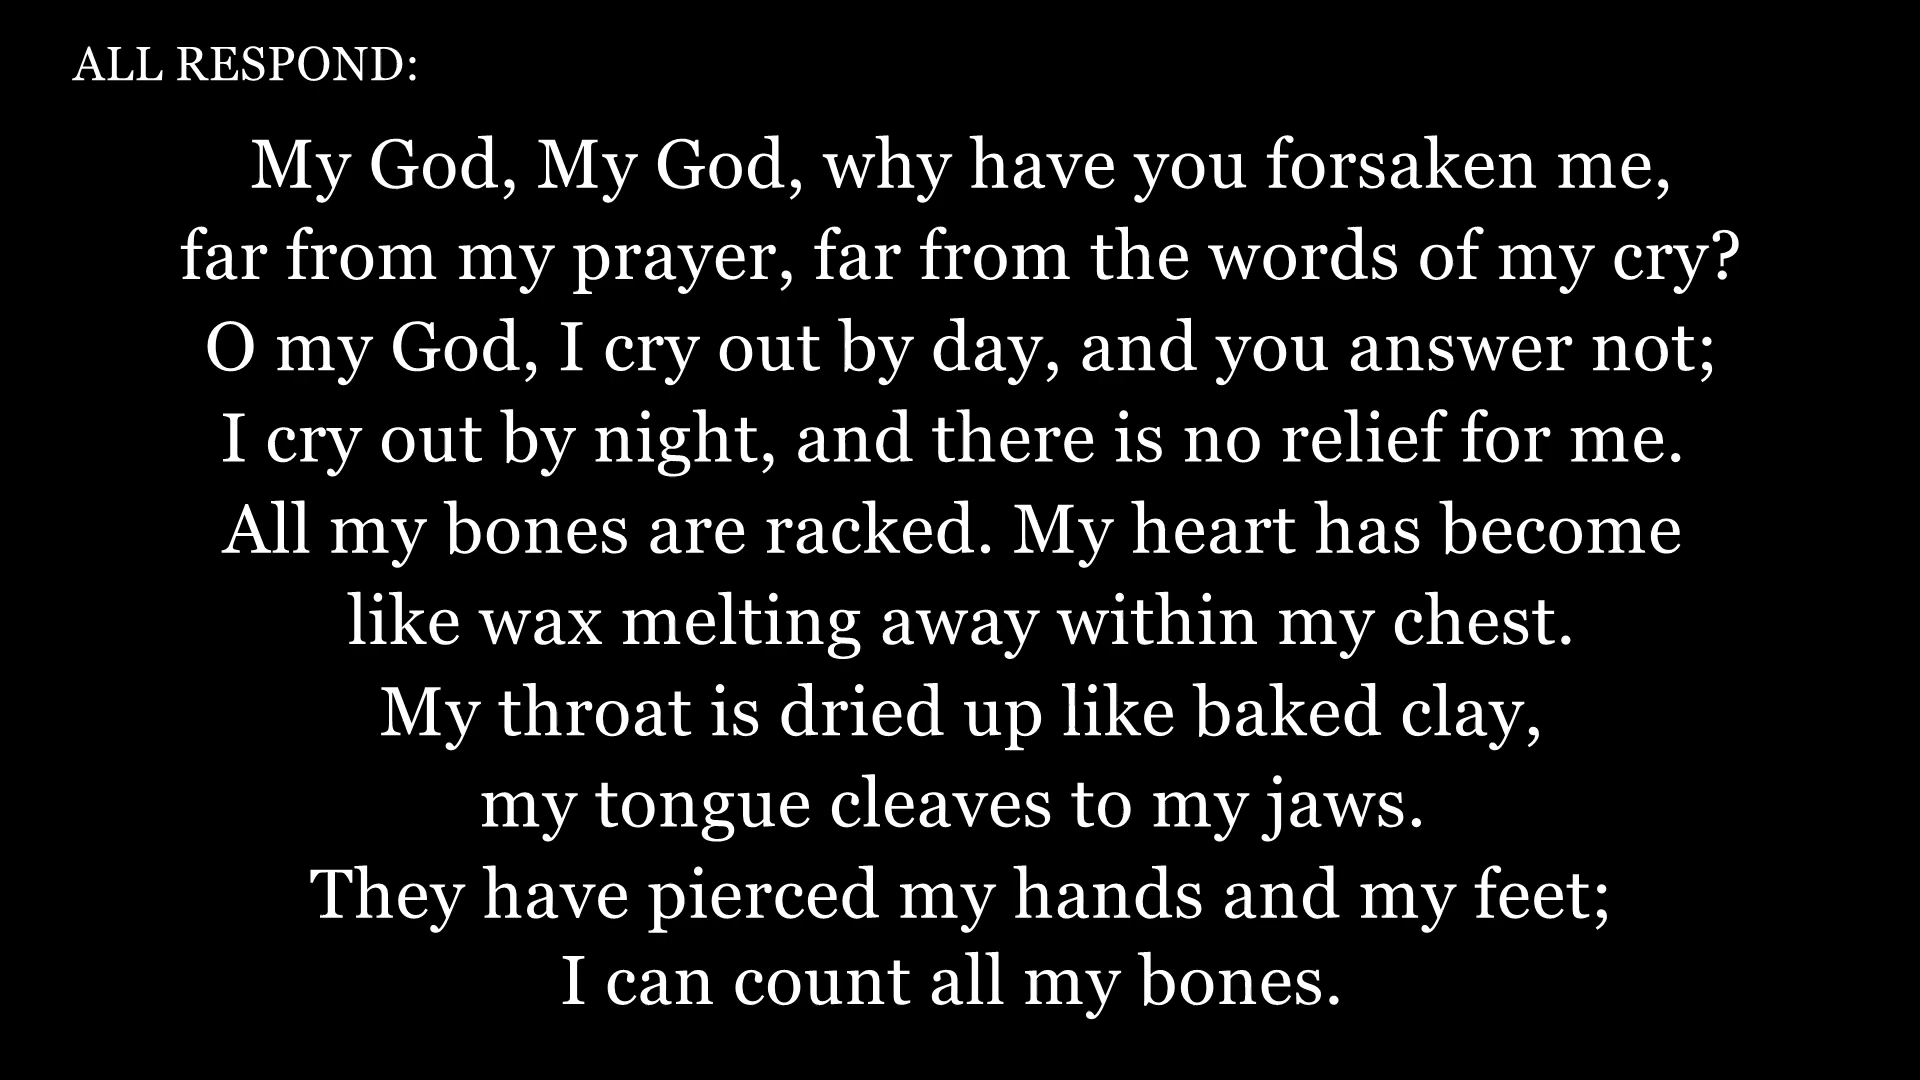 ALL RESPOND:
My God, My God, why have you forsaken me,
far from my prayer, far from the words of my cry?
O my God, I cry out by day, and you answer not;
I cry out by night, and there is no relief for me.
All my bones are racked. My heart has become
like wax melting away within my chest.
My throat is dried up like baked clay,
my tongue cleaves to my jaws.
They have pierced my hands and my feet;
I can count all my bones.